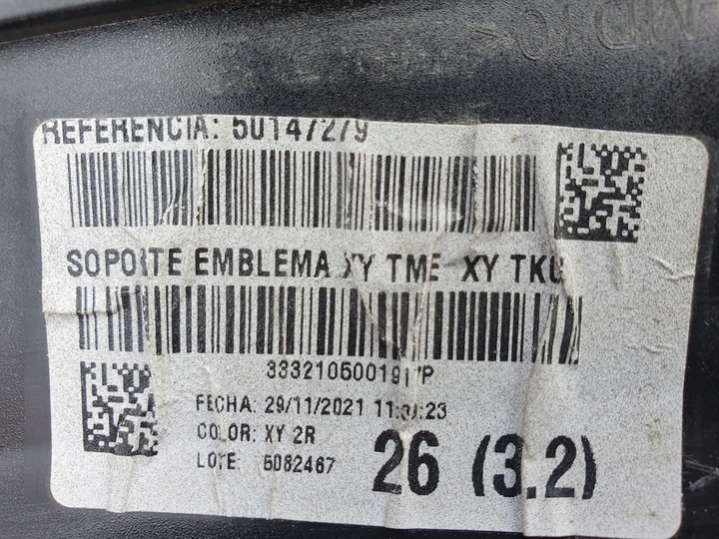 REFERENCIA: 50147279
SOPORTE EMBLEMA XY TME XY TKU
FECHA: 29/11/2021
COLOR: XY 2R
LOTE: 5082467
26 (3.2)